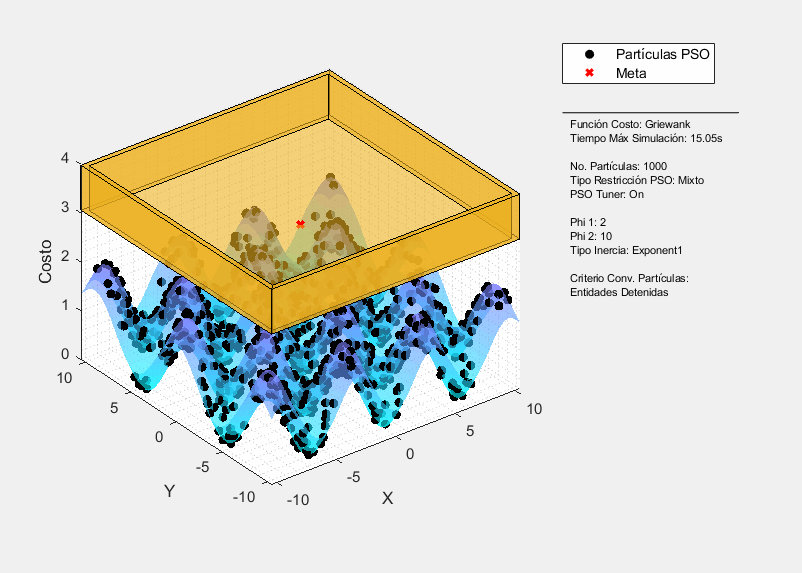 Partículas PSO
Meta
Función Costo: Griewank
Tiempo Máx Simulación: 15.05s
No. Partículas: 1000
Tipo Restricción PSO: Mixto
PSO Tuner: On
Phi 1: 2
Phi 2: 10
Tipo Inercia: Exponent1
Criterio Conv. Partículas:
Entidades Detenidas
Costo
4
3
2
1
0
10
5
0
-5
-10
Y
-10
-5
0
5
10
X